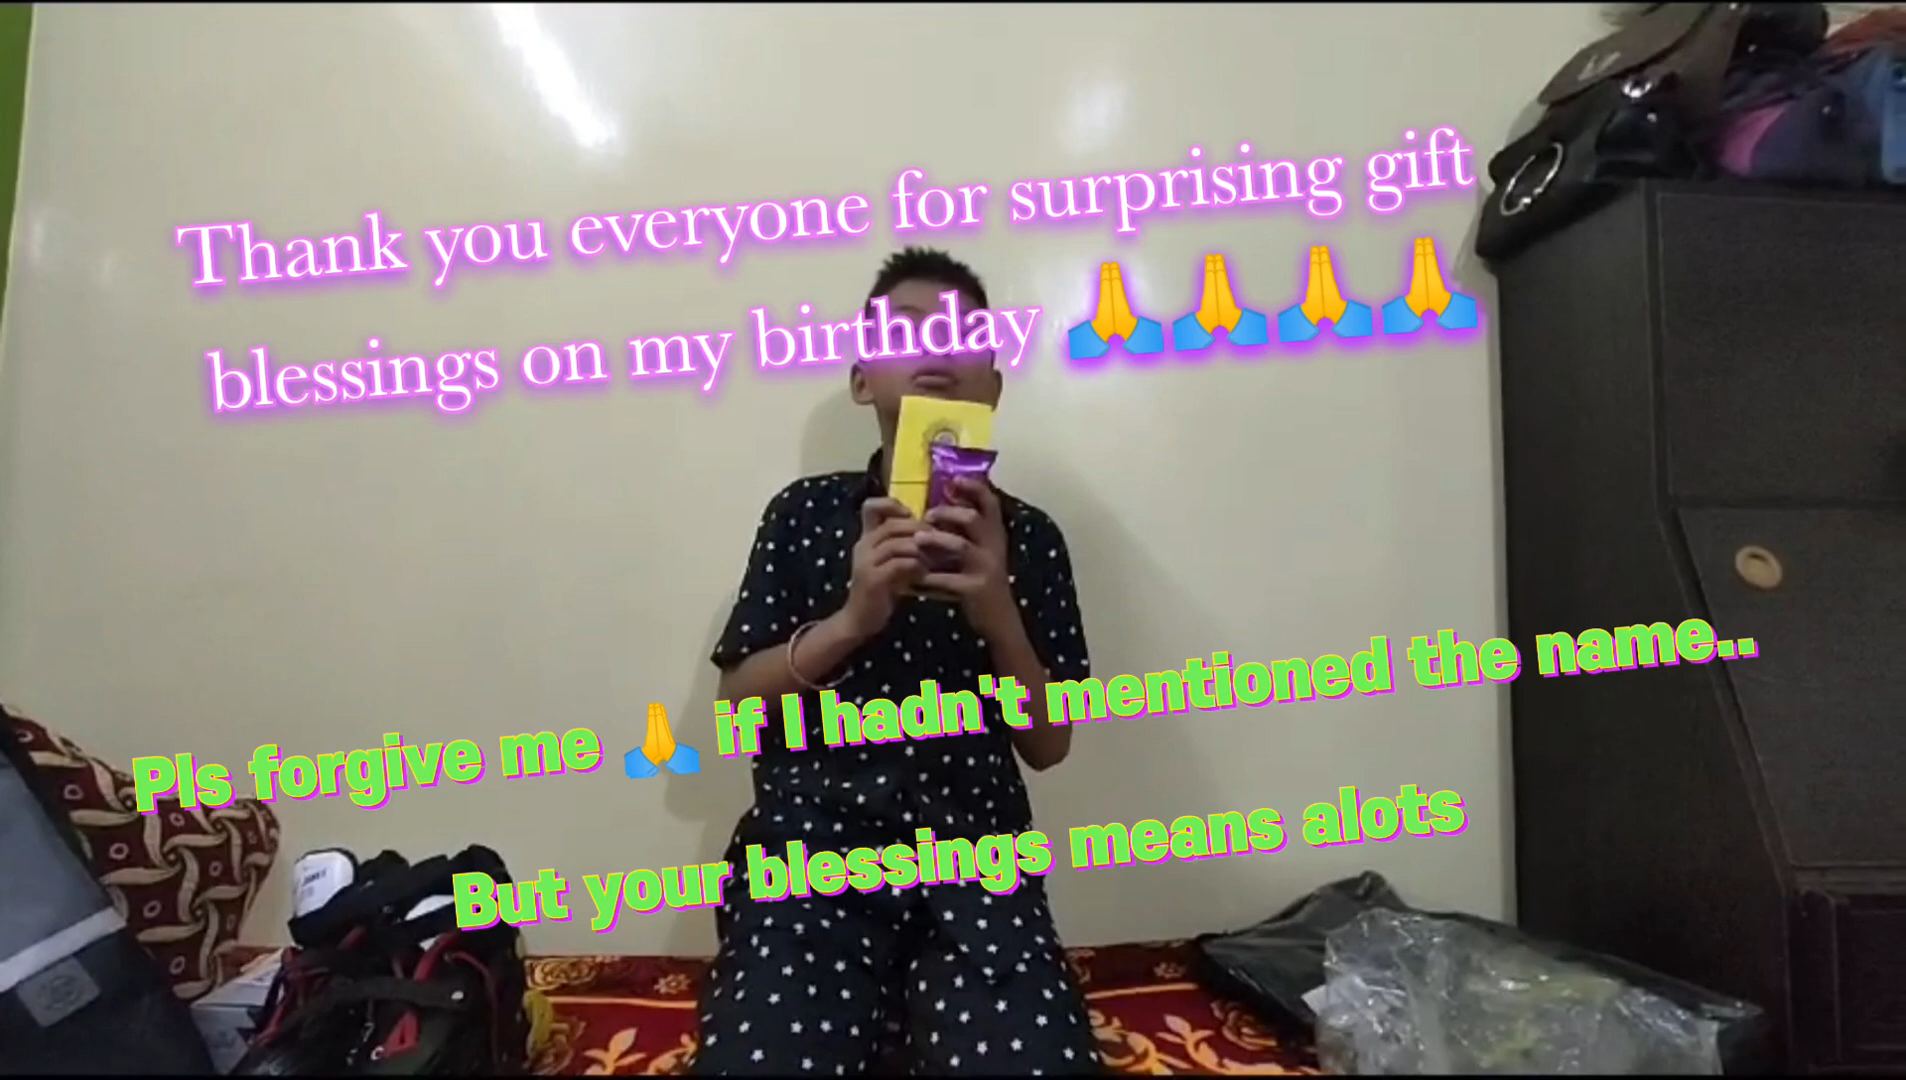 Thank you everyone for surprising gift
blessings on my birthday 🙏🙏🙏🙏
Pls forgive me 🙏 if I hadn't mentioned the name..
But your blessings means alots